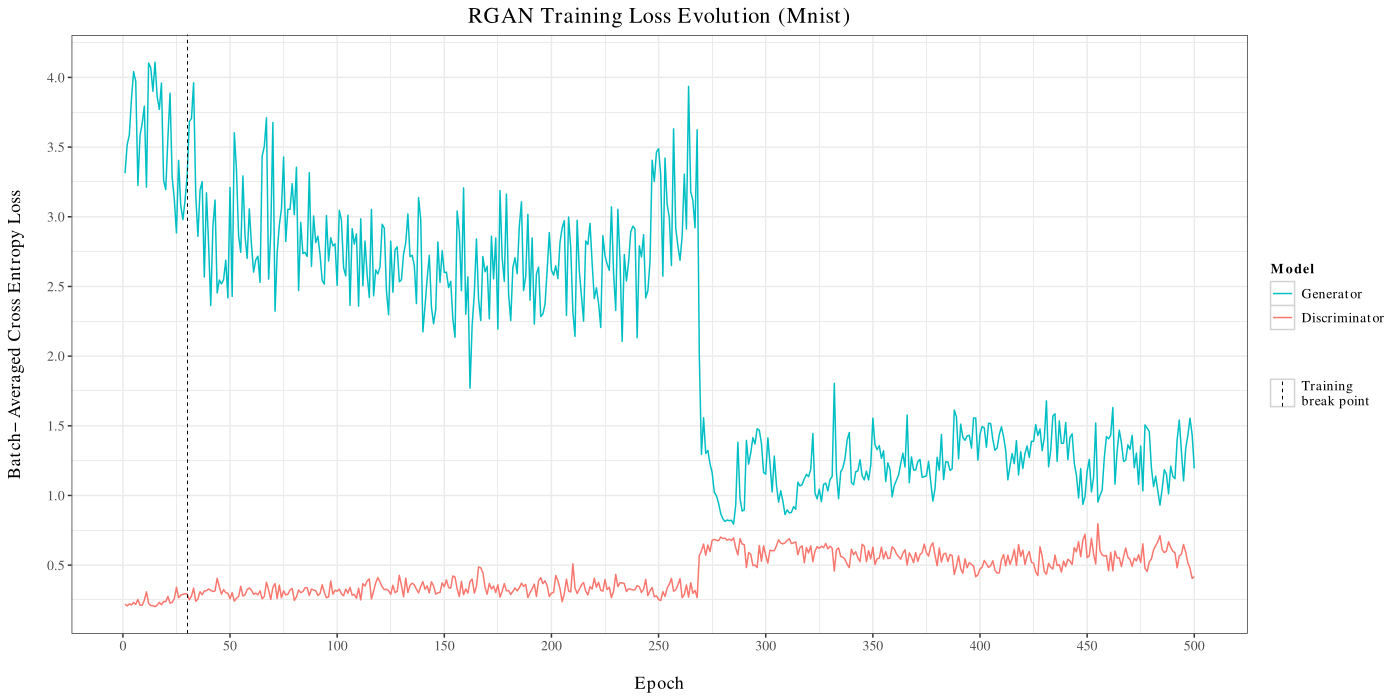 RGAN Training Loss Evolution (Mnist)
Batch− Averaged Cross Entropy Loss
4.0
3.5
3.0
2.5
2.0
1.5
1.0
0.5
0 50 100 150 200 250 300 350 400 450 500
Epoch
Model
Generator
Discriminator
Training
break point